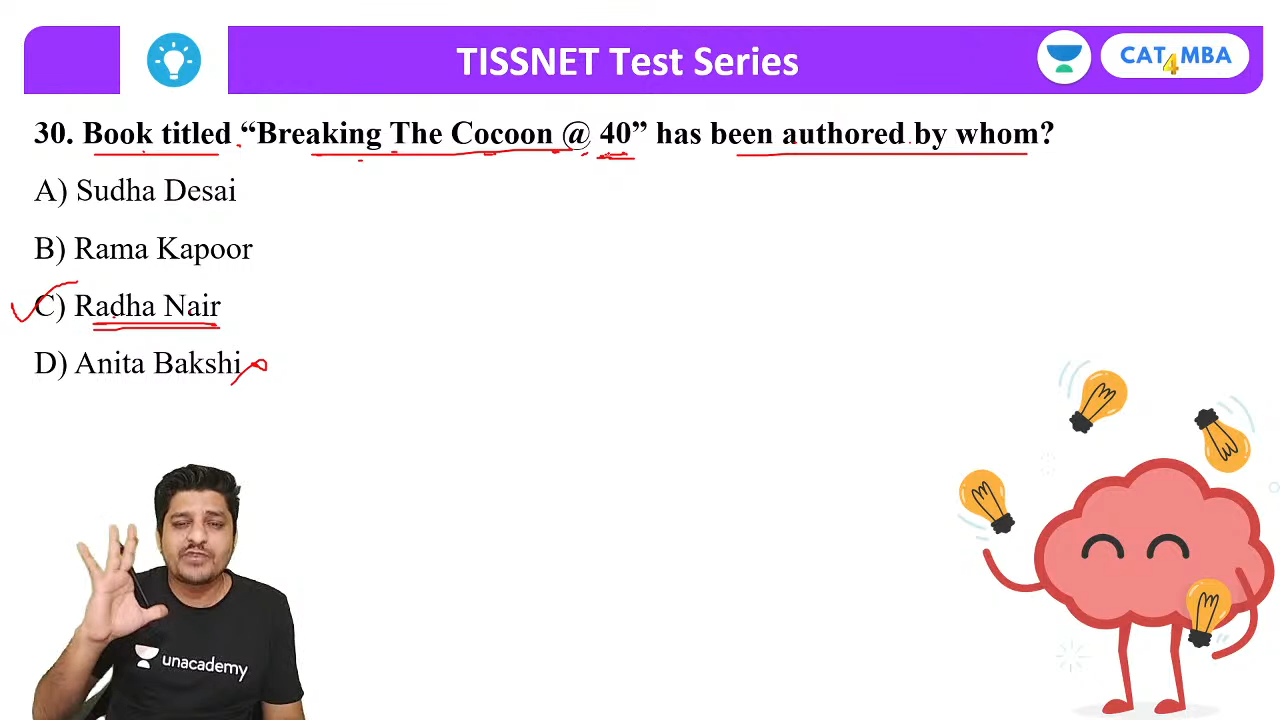 TISSNET Test Series
CAT4MBA
30. Book titled “Breaking The Cocoon @ 40” has been authored by whom?
A) Sudha Desai
B) Rama Kapoor
C) Radha Nair
D) Anita Bakshi
unacademy